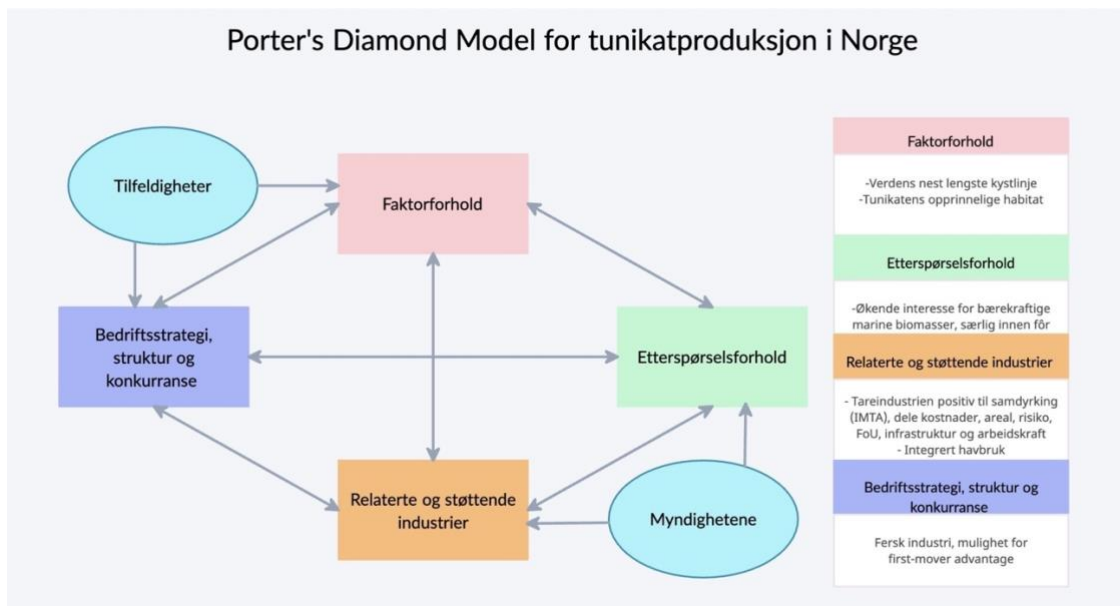 Porter's Diamond Model for tunikatproduksjon i Norge
Tilfeldigheter
Faktorforhold
Bedriftsstrategi,
struktur og
konkurranse
Etterspørselsforhold
Relaterte og støttende
industrier
Myndighetene
Faktorforhold
-Verdens nest lengste kystlinje
-Tunikatens opprinnelige habitat
Etterspørselsforhold
-Økende interesse for bærekraftige
marine biomasser, særlig innen fôr
Relaterte og støttende industrier
- Tareindustrien positiv til samdyrking
(IMTA), dele kostnader, areal, risiko,
FoU, infrastruktur og arbeidskraft
- Integrert havbruk
Bedriftsstrategi, struktur og
konkurranse
Fersk industri, mulighet for
first-mover advantage